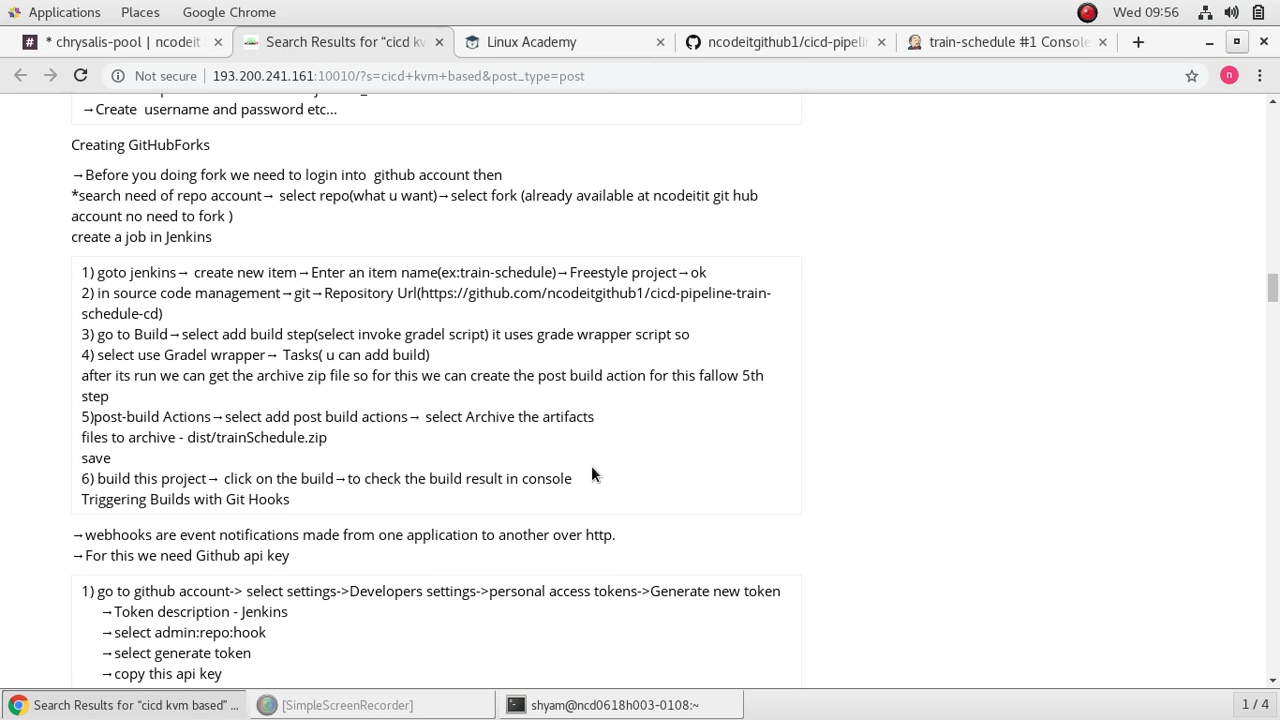 Applications Places Google Chrome Wed 09:56
* chrysalis-pool | ncodeit Search Results for “cicd kv Linux Academy ncodeitgithub1/cicd-pipelin train-schedule #1 Console
Not secure 193.200.241.161:10010/?s=cicd+kvm+based&post_type=post n
→Create username and password etc...
Creating GitHubForks
→Before you doing fork we need to login into github account then
*search need of repo account→ select repo(what u want)→select fork (already available at ncodeitit git hub
account no need to fork )
create a job in Jenkins
1) goto jenkins→ create new item→Enter an item name(ex:train-schedule)→Freestyle project→ok
2) in source code management→git→Repository Url(https://github.com/ncodeitgithub1/cicd-pipeline-train-
schedule-cd)
3) go to Build→select add build step(select invoke gradel script) it uses grade wrapper script so
4) select use Gradel wrapper→ Tasks( u can add build)
after its run we can get the archive zip file so for this we can create the post build action for this fallow 5th
step
5)post-build Actions→select add post build actions→ select Archive the artifacts
files to archive - dist/trainSchedule.zip
save
6) build this project→ click on the build→to check the build result in console
Triggering Builds with Git Hooks
→webhooks are event notifications made from one application to another over http.
→For this we need Github api key
1) go to github account-> select settings->Developers settings->personal access tokens->Generate new token
→Token description - Jenkins
→select admin:repo:hook
→select generate token
→copy this api key
Search Results for “cicd kvm based” ... [SimpleScreenRecorder] shyam@ncd0618h003-0108:~ 1 / 4